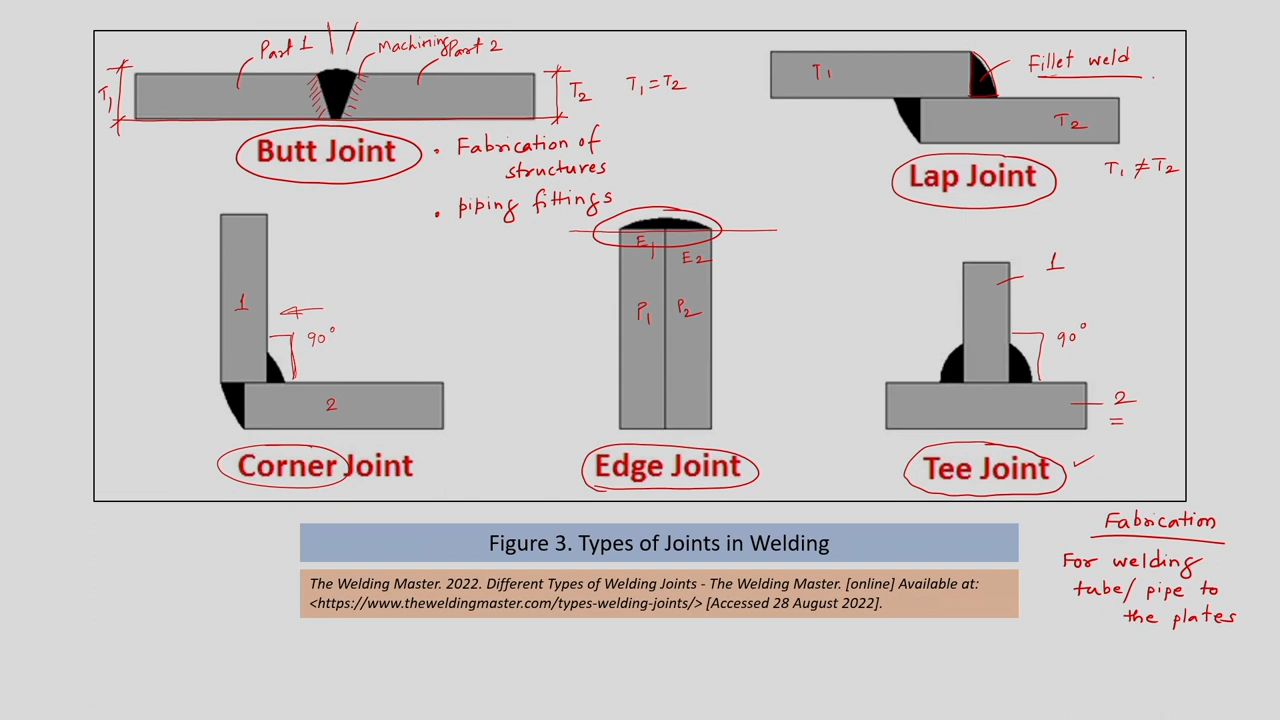 Part 1
Machining
Part 2
T1
T2
T1 = T2
Butt Joint
• Fabrication of
structures
• piping fittings
T1
Fillet weld
T2
T1 ≠ T2
Lap Joint
1
90°
2
Corner Joint
E1
E2
P1
P2
Edge Joint
1
90°
2
=
Tee Joint ✓
Figure 3. Types of Joints in Welding
The Welding Master. 2022. Different Types of Welding Joints - The Welding Master. [online] Available at:
<https://www.theweldingmaster.com/types-welding-joints/> [Accessed 28 August 2022].
Fabrication
For welding
tube/ pipe to
the plates